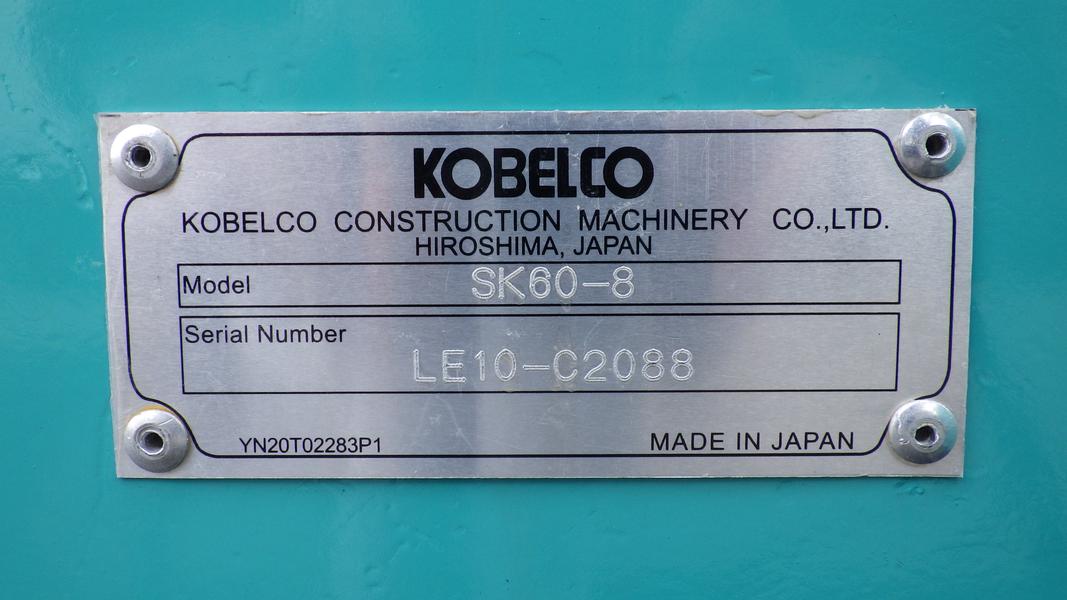 KOBELCO
KOBELCO CONSTRUCTION MACHINERY CO.,LTD.
HIROSHIMA, JAPAN
Model SK60-8
Serial Number
LE10-C2088
YN20T02283P1 MADE IN JAPAN